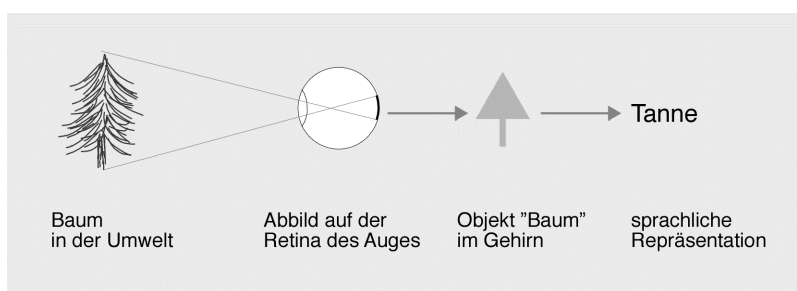 Tanne
Baum
in der Umwelt
Abbild auf der
Retina des Auges
Objekt ”Baum”
im Gehirn
sprachliche
Repräsentation